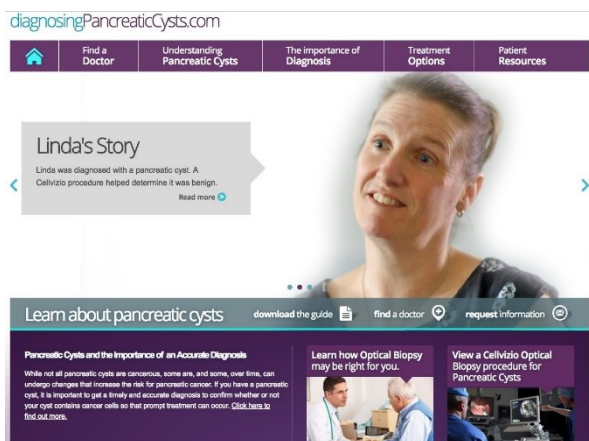 diagnosingPancreaticCysts.com
Find a
Doctor
Understanding
Pancreatic Cysts
The importance of
Diagnosis
Treatment
Options
Patient
Resources
Linda's Story
Linda was diagnosed with a pancreatic cyst. A
Cellvizio procedure helped determine it was benign.
Read more
Learn about pancreatic cysts
download the guide
find a doctor
request information
Pancreatic Cysts and the Importance of an Accurate Diagnosis
While not all pancreatic cysts are cancerous, some are, and some, over time, can
undergo changes that increase the risk for pancreatic cancer. If you have a pancreatic
cyst, it is important to get a timely and accurate diagnosis to confirm whether or not
your cyst contains cancer cells so that prompt treatment can occur. Click here to
find out more.
Learn how Optical Biopsy
may be right for you.
View a Cellvizio Optical
Biopsy procedure for
Pancreatic Cysts